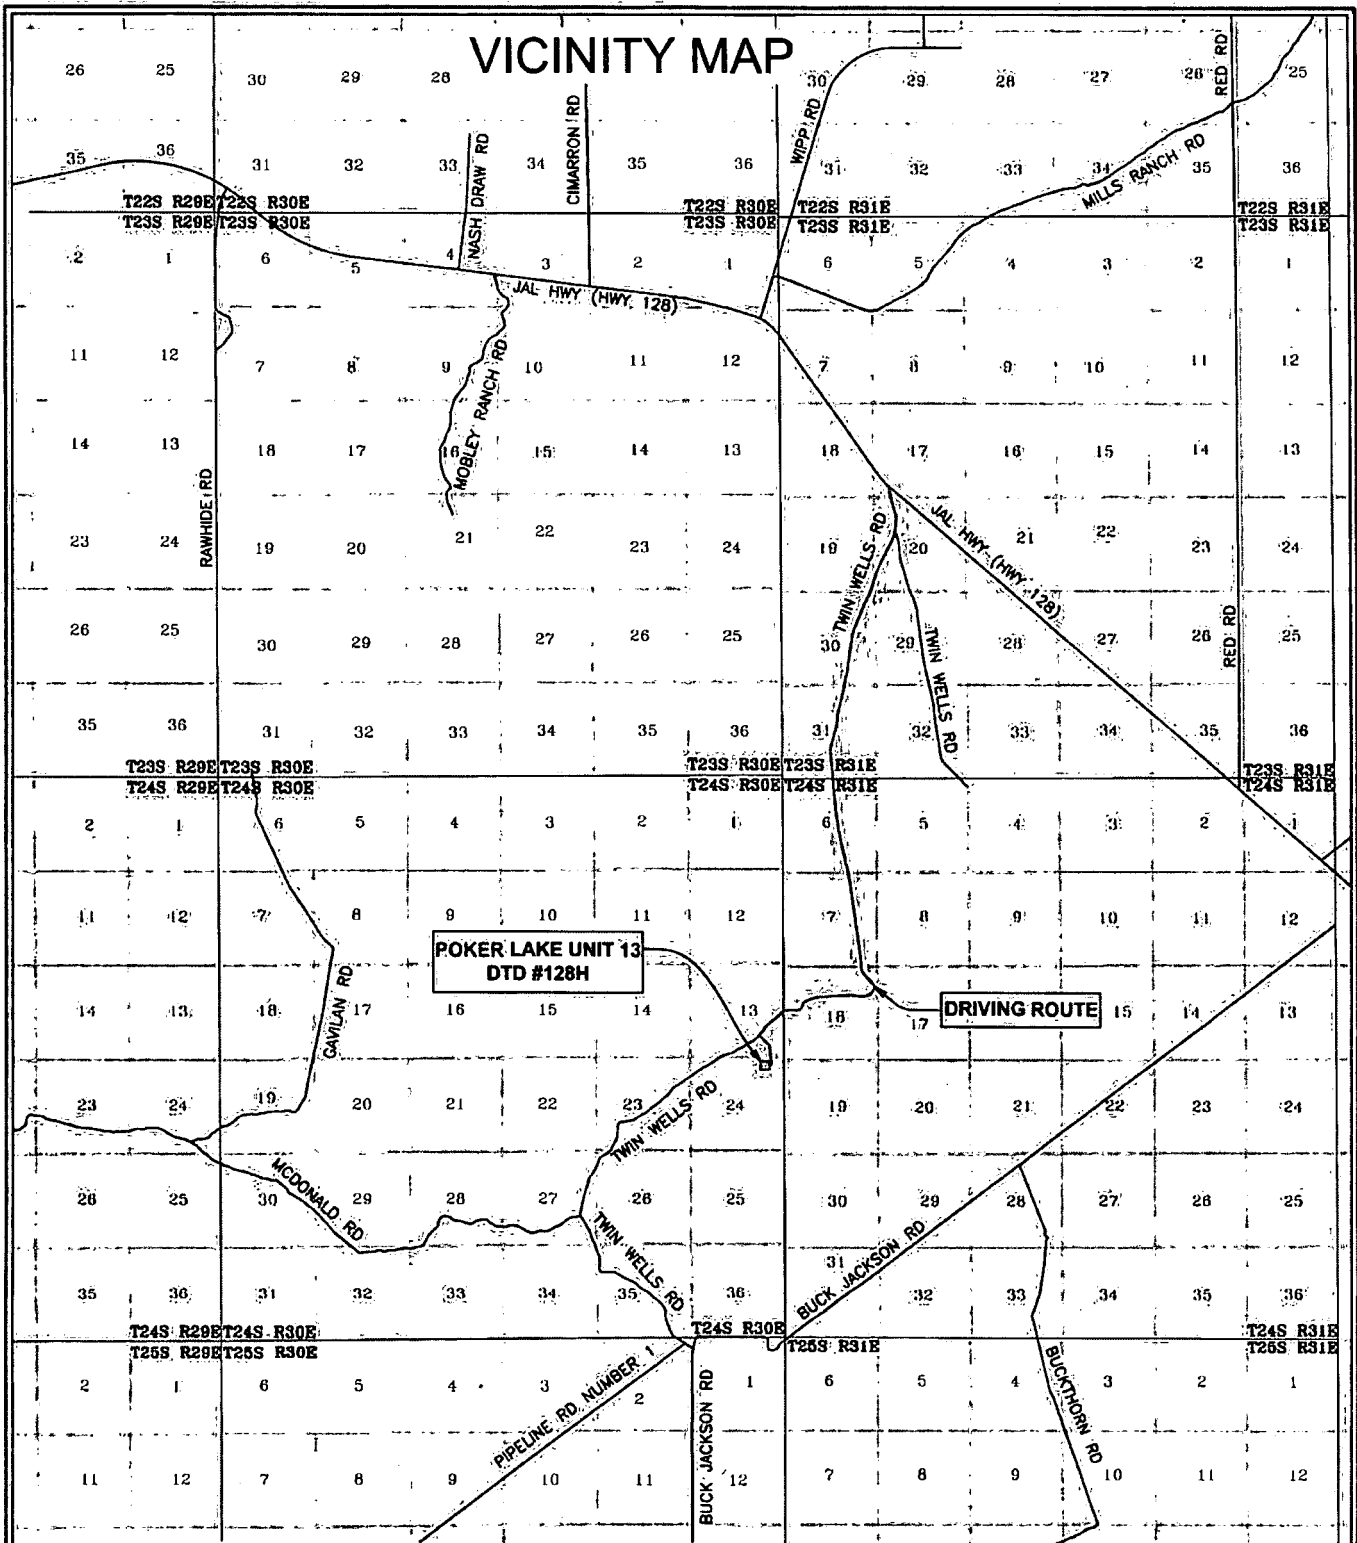 VICINITY MAP
26 25 30 29 28 30 29 28 27 26 25
RED RD
CIMARRON RD
WIPP RD
NASH DRAW RD
35 36 31 32 33 34 35 36 31 32 33 34 35 36
MILLS RANCH RD
T22S R29E T22S R30E T22S R30E T22S R31E T22S R31E
T23S R29E T23S R30E T23S R30E T23S R31E T23S R31E
2 1 6 5 4 3 2 1 6 5 4 3 2 1
JAL HWY (HWY 128)
11 12 7 8 9 10 11 12 7 8 9 10 11 12
MOBLEY RANCH RD
14 13 18 17 16 15 14 13 18 17 16 15 14 13
RAWHIDE RD
JAL HWY (HWY 128)
23 24 19 20 21 22 23 24 19 20 21 22 23 24
TWIN WELLS RD
26 25 30 29 28 27 26 25 30 29 28 27 26 25
RED RD
TWIN WELLS RD
35 36 31 32 33 34 35 36 31 32 33 34 35 36
T23S R29E T23S R30E T23S R30E T23S R31E T23S R31E
T24S R29E T24S R30E T24S R30E T24S R31E T24S R31E
2 1 6 5 4 3 2 1 6 5 4 3 2 1
11 12 7 8 9 10 11 12 7 8 9 10 11 12
POKER LAKE UNIT 13
DTD #128H
GAVILAN RD
DRIVING ROUTE
14 13 18 17 16 15 14 13 18 17 15 14 13
23 24 19 20 21 22 23 24 19 20 21 22 23 24
TWIN WELLS RD
MCDONALD RD
26 25 30 29 28 27 26 25 30 29 28 27 26 25
TWIN WELLS RD
BUCK JACKSON RD
35 36 31 32 33 34 35 36 31 32 33 34 35 36
T24S R29E T24S R30E T24S R30E T24S R31E
T25S R29E T25S R30E T25S R31E T25S R31E
2 1 6 5 4 3 2 1 6 5 4 3 2 1
PIPELINE RD NUMBER 1
BUCK JACKSON RD
BUCKTHORN RD
11 12 7 8 9 10 11 12 7 8 9 10 11 12